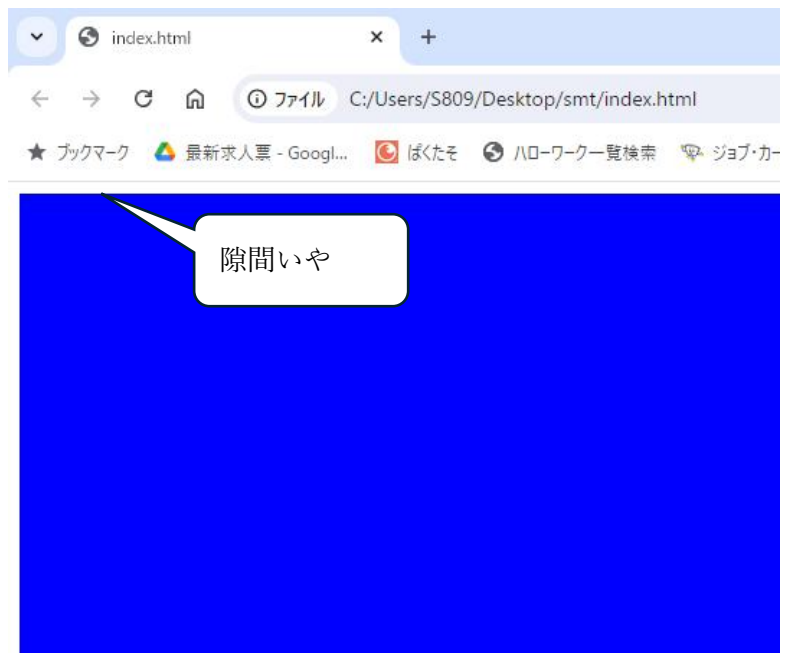 index.html
ファイル C:/Users/S809/Desktop/smt/index.html
ブックマーク 最新求人票 - Googl... ぱくたそ ハローワーク一覧検索 ジョブ・カー
隙間いや